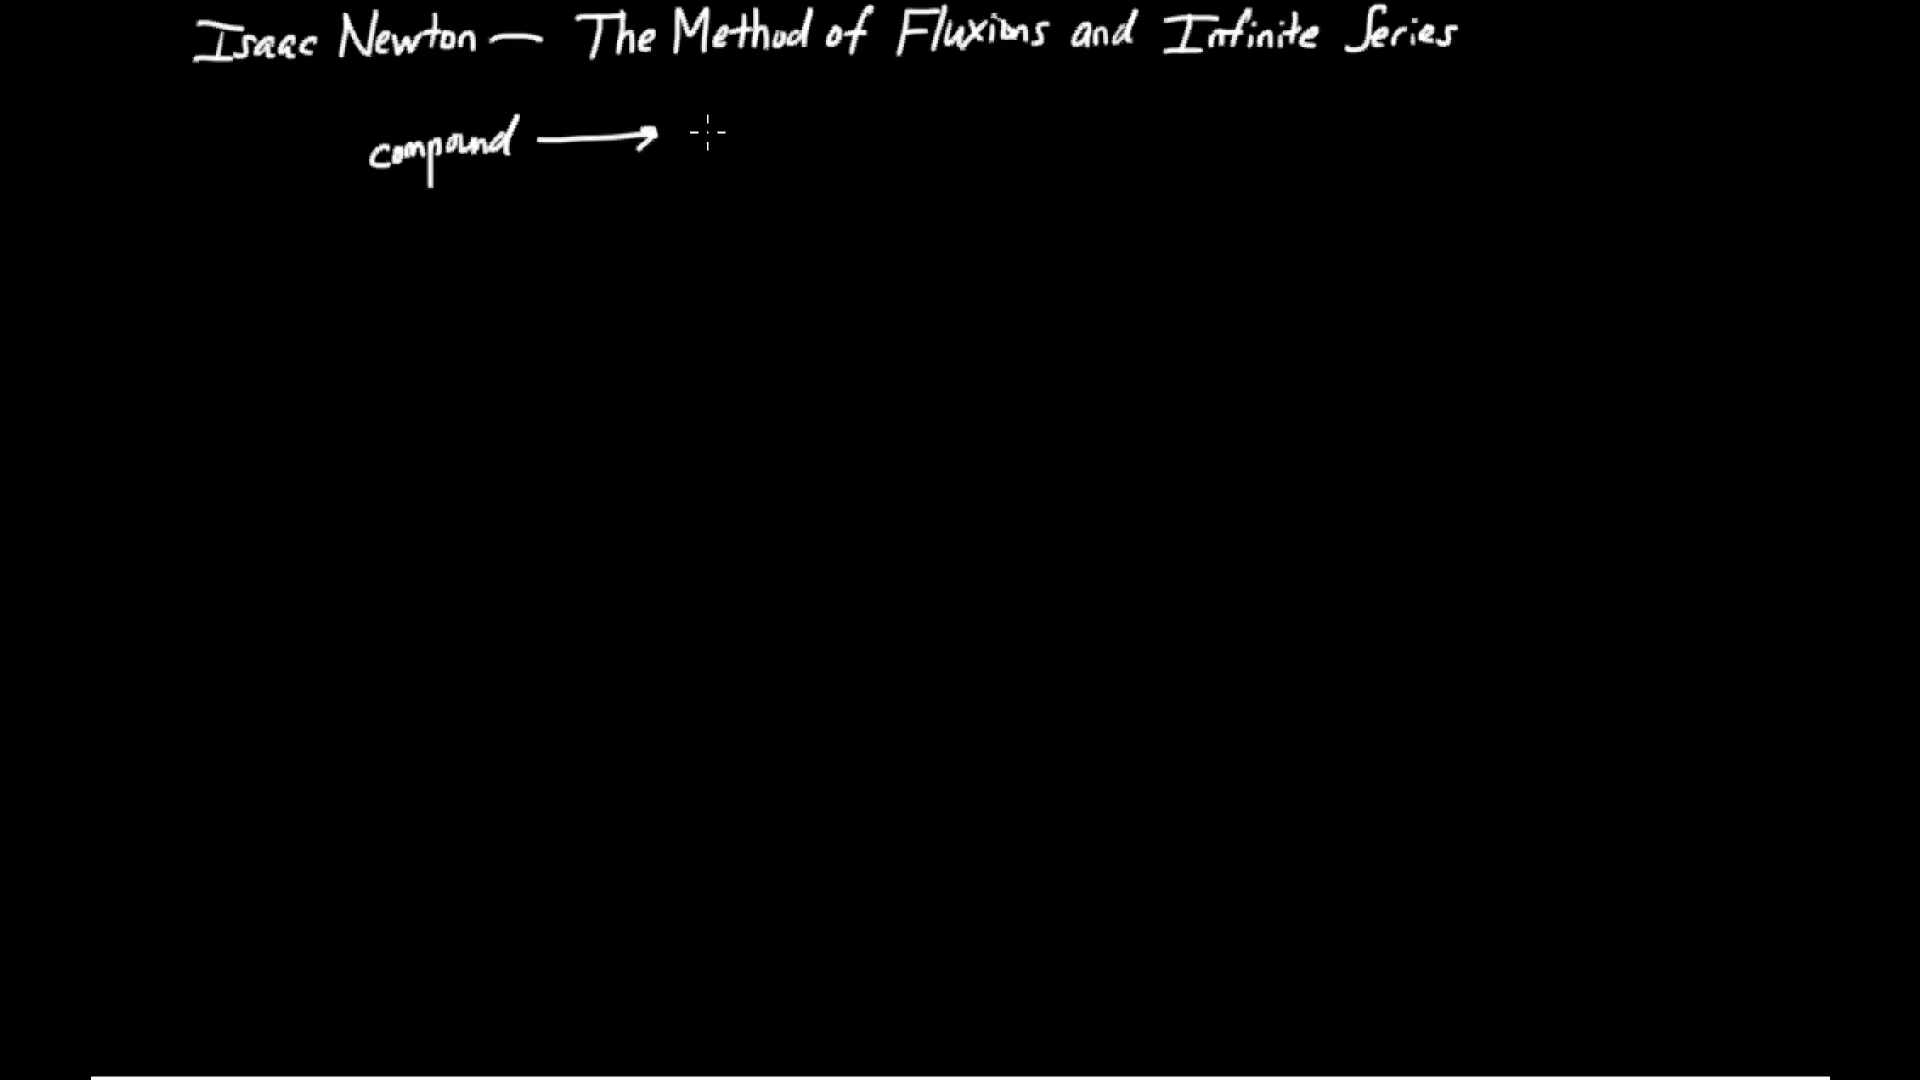 Isaac Newton — The Method of Fluxions and Infinite Series
compound →